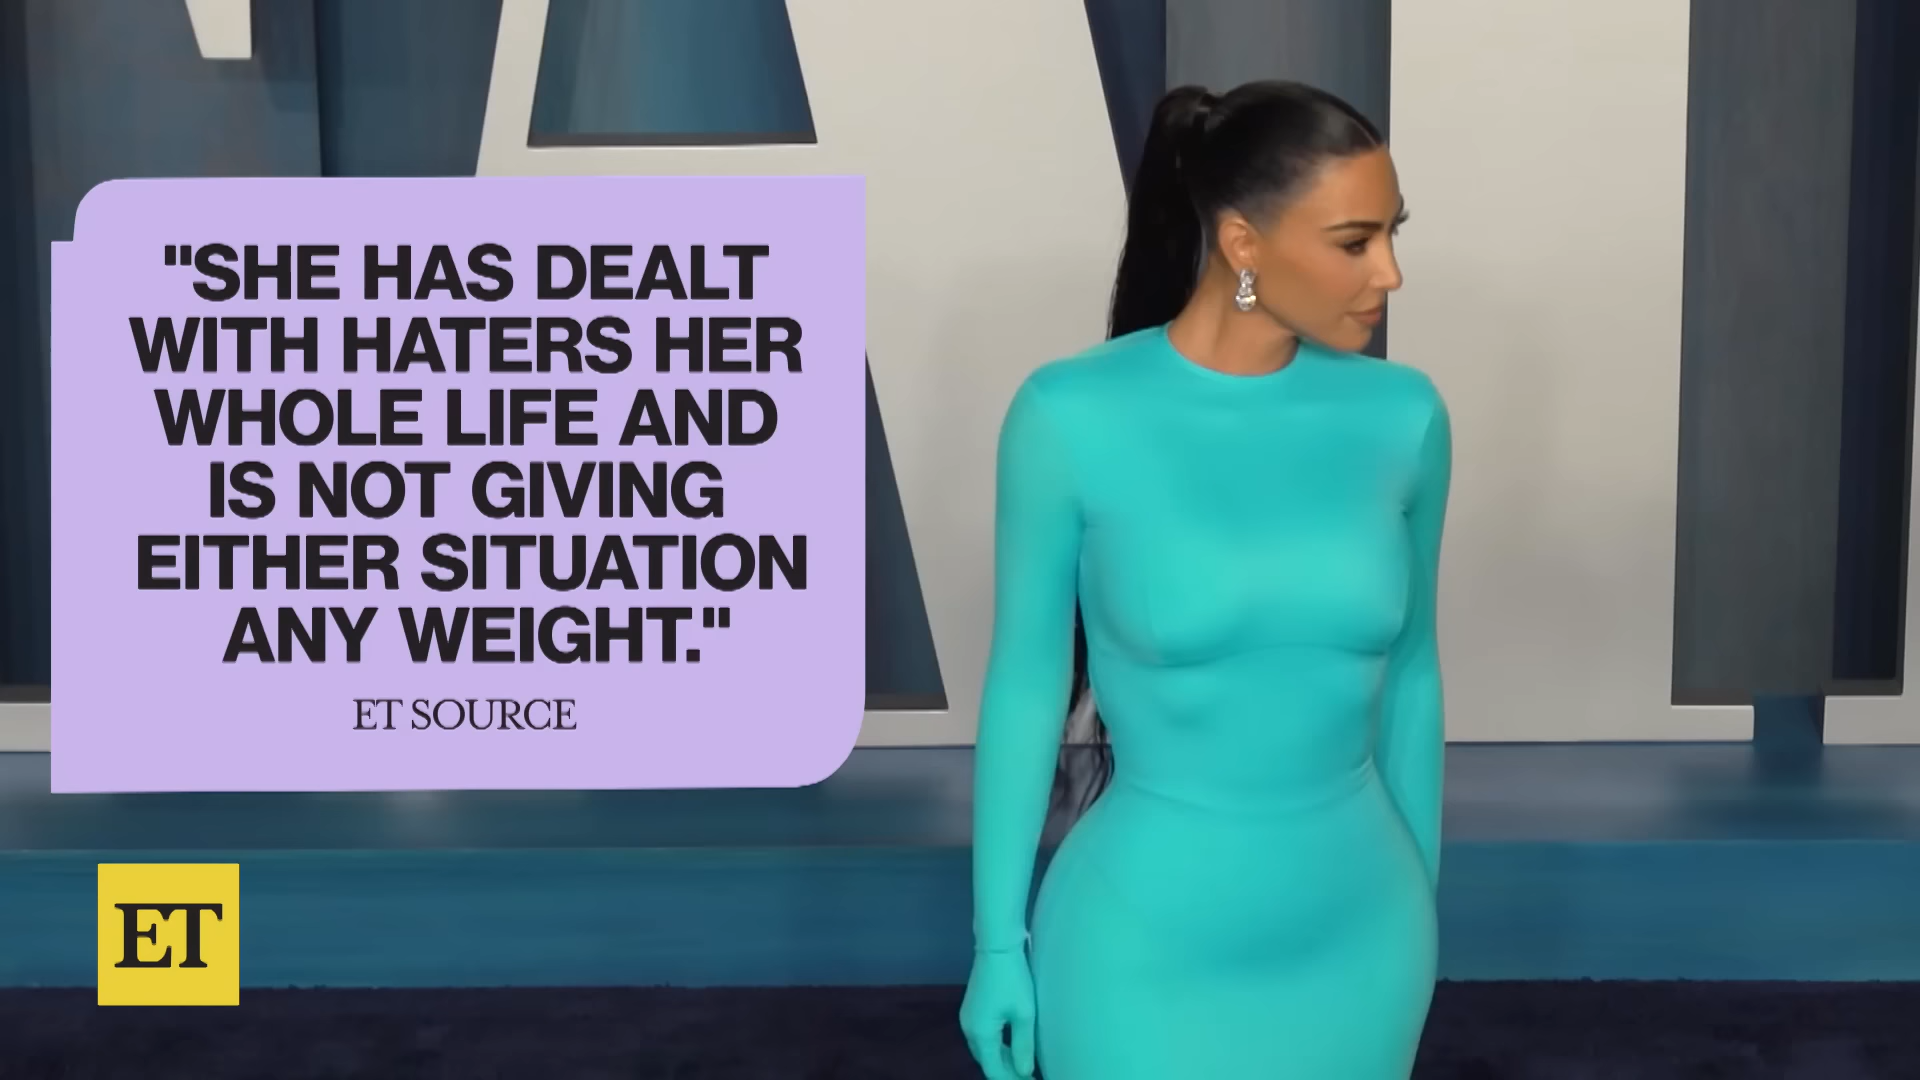 "SHE HAS DEALT
WITH HATERS HER
WHOLE LIFE AND
IS NOT GIVING
EITHER SITUATION
ANY WEIGHT."
ET SOURCE
ET